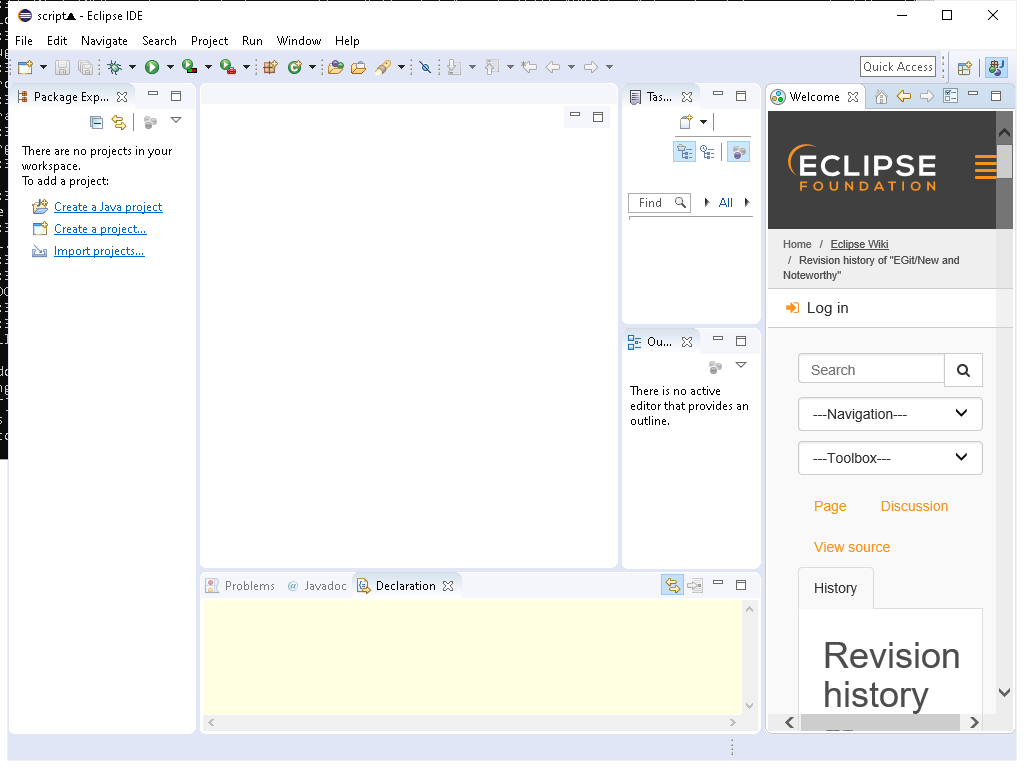 script▲ - Eclipse IDE
File Edit Navigate Search Project Run Window Help
Quick Access
Package Exp...
There are no projects in your
workspace.
To add a project:
Create a Java project
Create a project...
Import projects...
Tas...
Find
All
Ou...
There is no active
editor that provides an
outline.
Problems @ Javadoc Declaration
Welcome
ECLIPSE
FOUNDATION
Home / Eclipse Wiki
/ Revision history of "EGit/New and
Noteworthy"
Log in
Search
---Navigation---
---Toolbox---
Page Discussion
View source
History
Revision
history